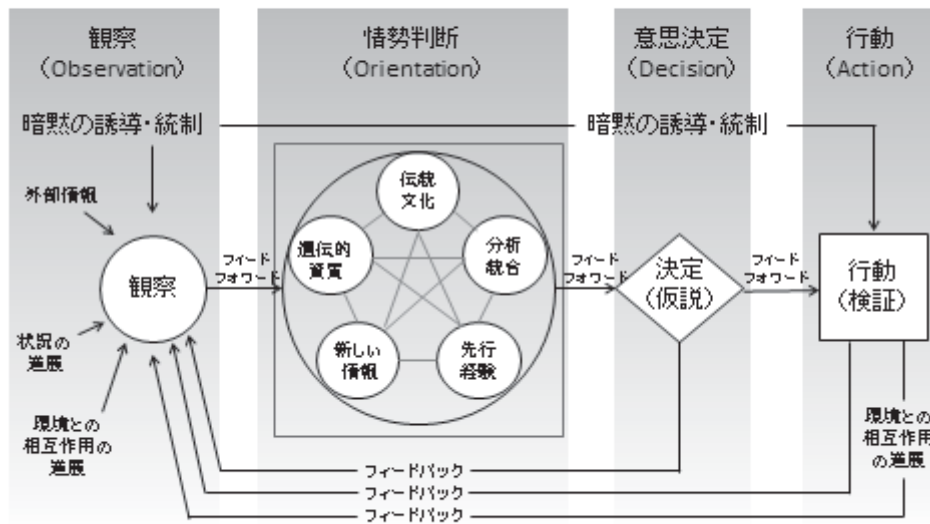 観察
(Observation)
情勢判断
(Orientation)
意思決定
(Decision)
行動
(Action)
暗黙の誘導・統制
暗黙の誘導・統制
外部情報
観察
状況の
進展
環境との
相互作用の
進展
フィード
フォワード
伝統
文化
遺伝的
資質
分析
統合
新しい
情報
先行
経験
フィード
フォワード
決定
(仮説)
フィード
フォワード
行動
(検証)
環境との
相互作用
の進展
フィードバック
フィードバック
フィードバック